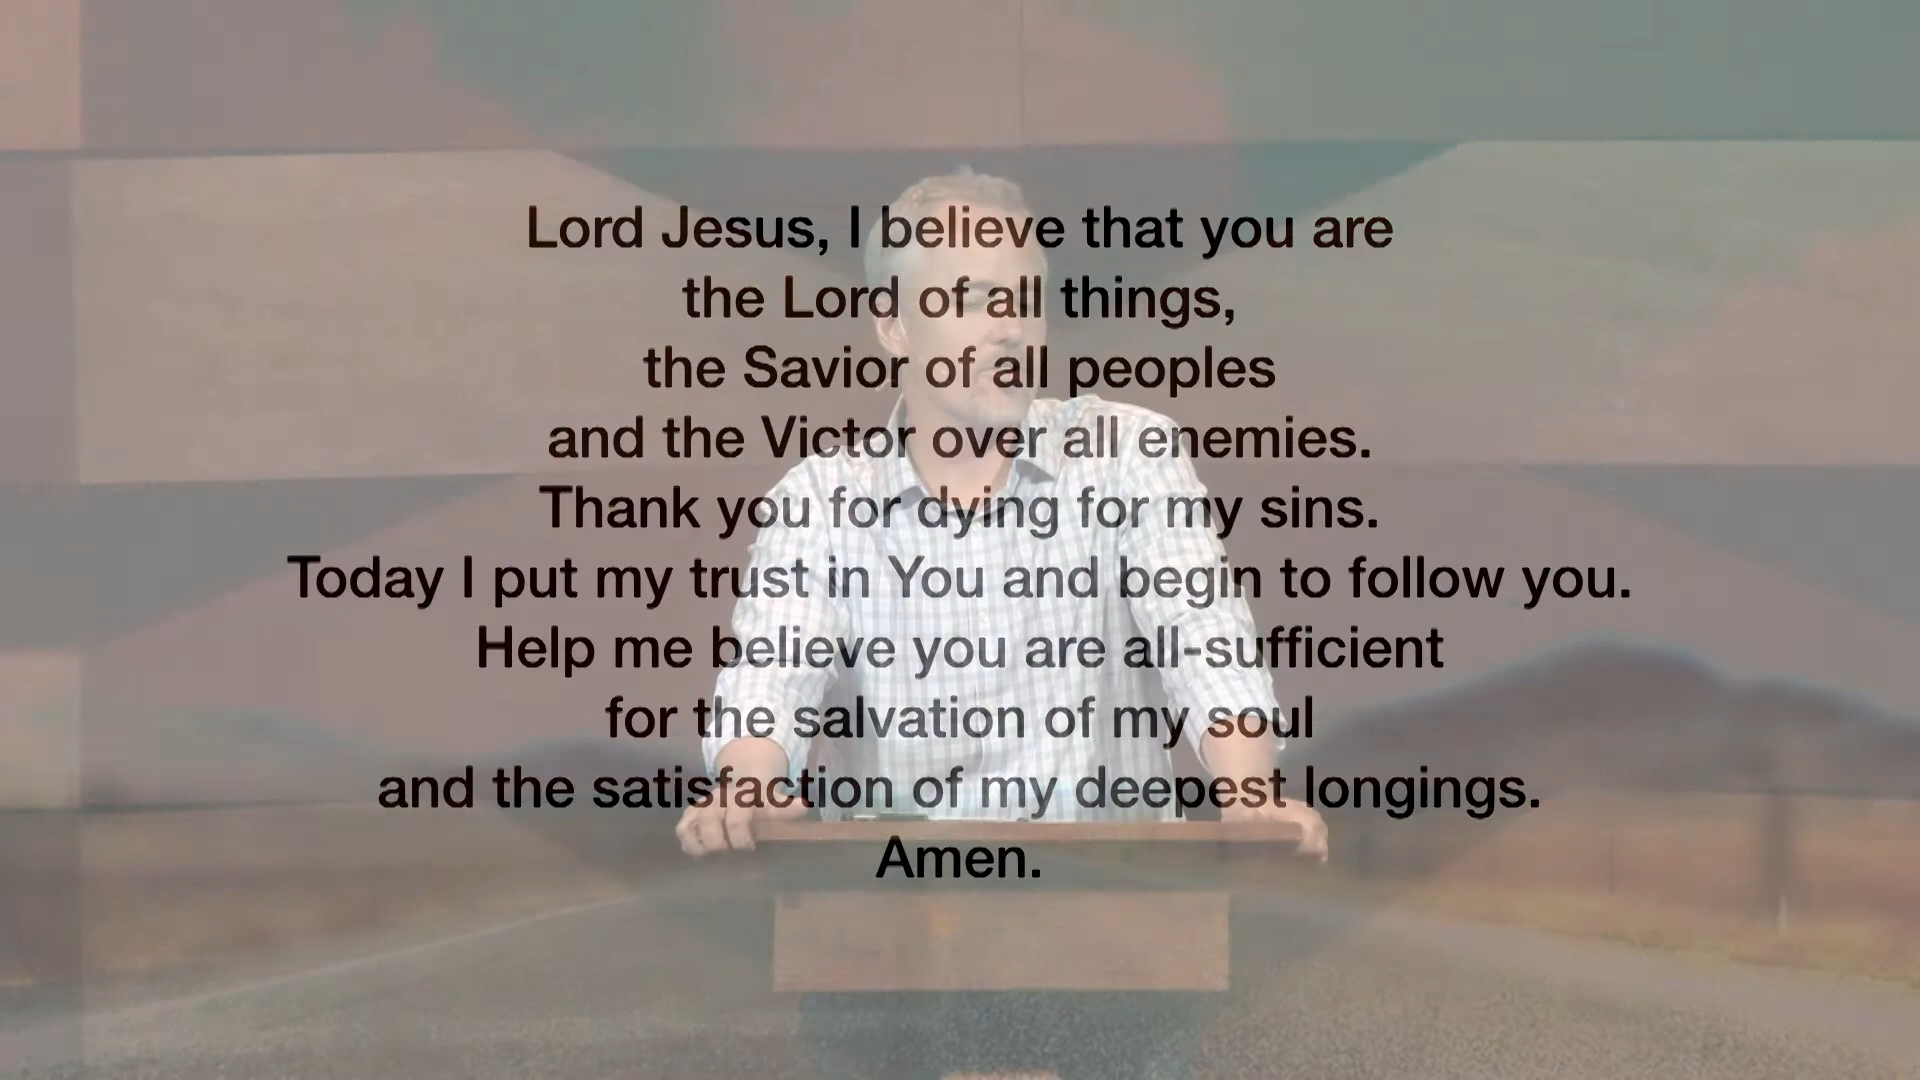 Lord Jesus, I believe that you are
the Lord of all things,
the Savior of all peoples
and the Victor over all enemies.
Thank you for dying for my sins.
Today I put my trust in You and begin to follow you.
Help me believe you are all-sufficient
for the salvation of my soul
and the satisfaction of my deepest longings.
Amen.